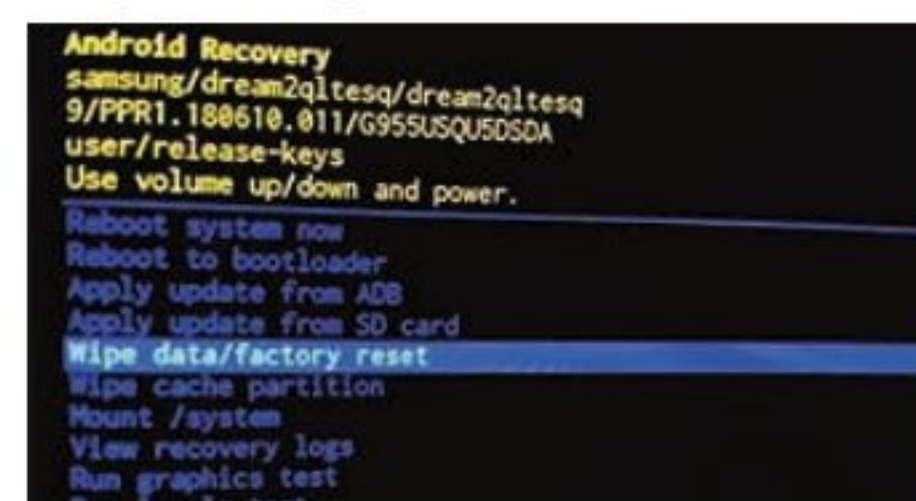 Android Recovery
samsung/dream2qltesq/dream2qltesq
9/PPR1.180610.011/G955USQU5DSDA
user/release-keys
Use volume up/down and power.
Reboot system now
Reboot to bootloader
Apply update from ADB
Apply update from SD card
Wipe data/factory reset
Wipe cache partition
Mount /system
View recovery logs
Run graphics test